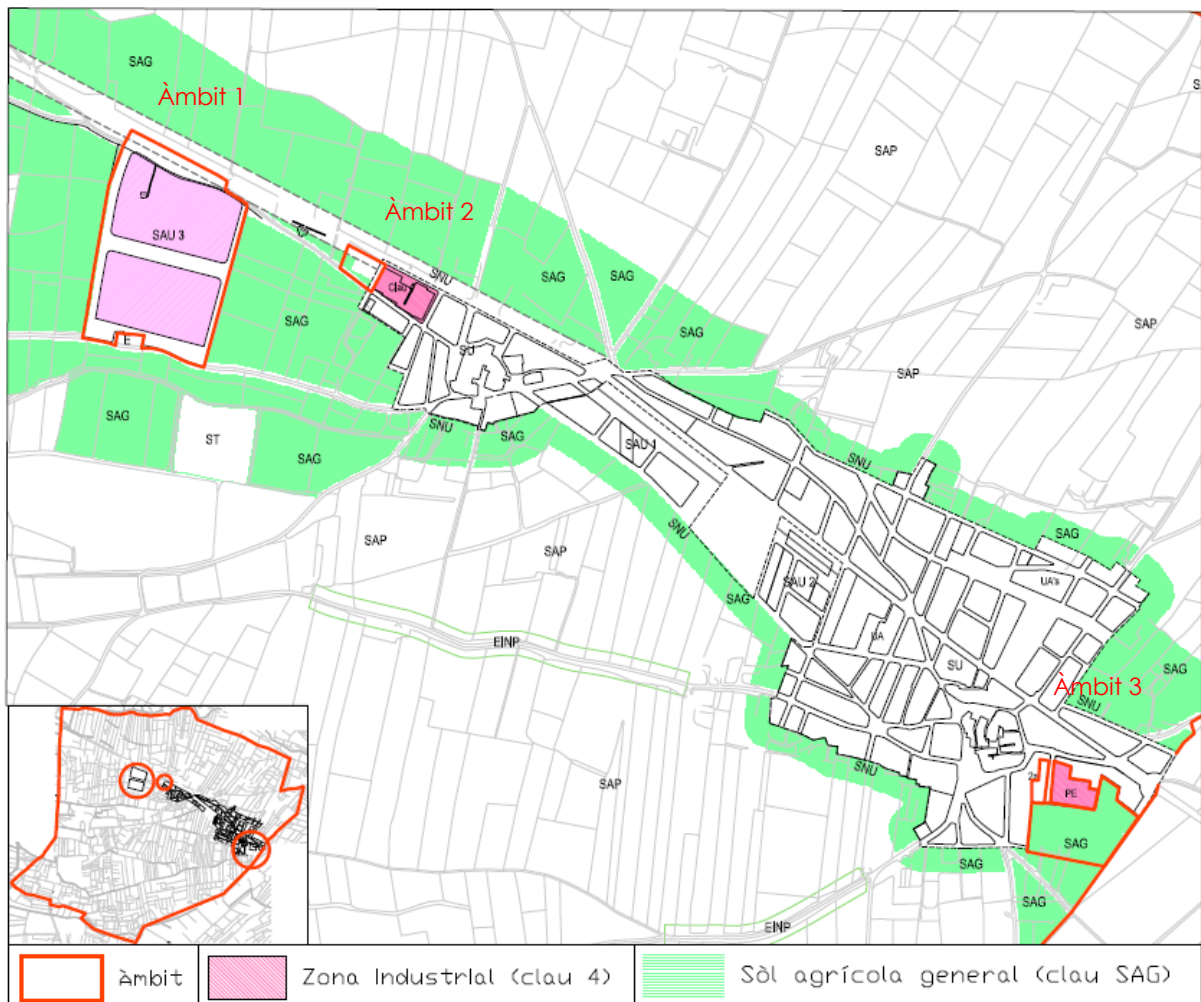 SAG
Àmbit 1
SAP
Àmbit 2
SAU 3
SNU
SAG
SAG
SAP
SAG
SAG
SU
SAP
E
SAG
ST
SAG
SNU
SAG
SAU 1
SNU
SNU
SAG
SAP
SAP
SAU 2
UA's
SAG
EINP
UA
SU
SAG
Àmbit 3
SNU
SNU
SAP
PE
SAG
SAG
SAG
EINP
àmbit
Zona Industrial (clau 4)
Sòl agrícola general (clau SAG)